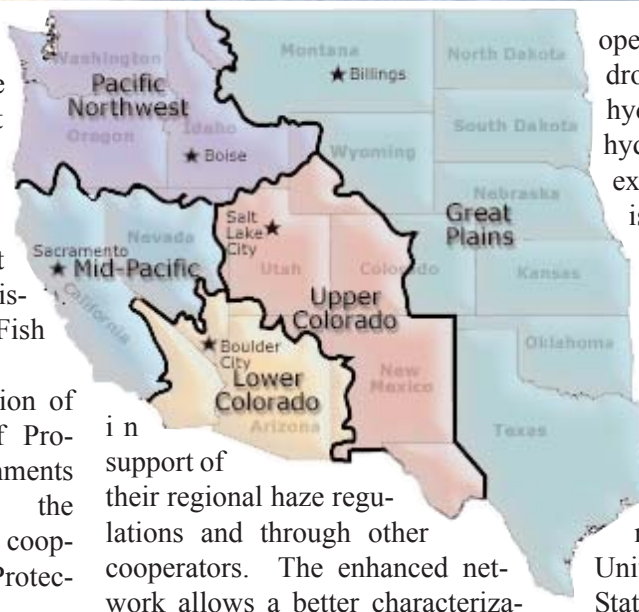 Washington
Pacific
Northwest
Oregon
Idaho
Boise
Montana
Billings
North Dakota
South Dakota
Wyoming
Nebraska
Great
Plains
Kansas
Oklahoma
Texas
Sacramento
Nevada
Mid-Pacific
California
Salt
Lake
City
Utah
Colorado
Upper
Colorado
New
Mexico
Boulder
City
Lower
Colorado
Arizona
is-
Fish
ion of
f Pro-
nments
the
coop-
Protec-
i n
support of
their regional haze regu-
lations and through other
cooperators. The enhanced net-
work allows a better characteriza-
ope
dro
hyd
hyd
ex
is
Uni
Stat